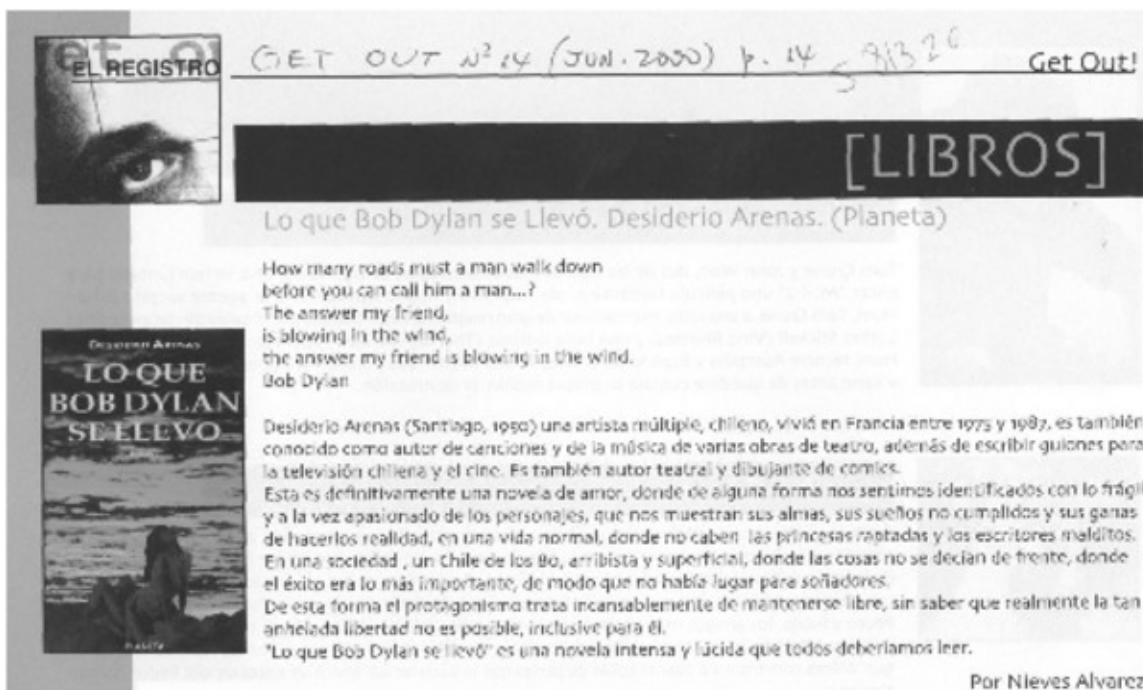 EL REGISTRO
GET OUT Nº 14 (JUN. 2000) p. 14
Get Out!
[LIBROS]
Lo que Bob Dylan se Llevó. Desiderio Arenas. (Planeta)
How many roads must a man walk down
before you can call him a man...?
The answer my friend,
is blowing in the wind,
the answer my friend is blowing in the wind.
Bob Dylan
DESIDERIO ARENAS
LO QUE
BOB DYLAN
SE LLEVO
PLANETA
Desiderio Arenas (Santiago, 1950) una artista múltiple, chileno, vivió en Francia entre 1975 y 1987, es también
conocido como autor de canciones y de la música de varias obras de teatro, además de escribir guiones para
la televisión chilena y el cine. Es también autor teatral y dibujante de comics.
Esta es definitivamente una novela de amor, donde de alguna forma nos sentimos identificados con lo frágil
y a la vez apasionado de los personajes, que nos muestran sus almas, sus sueños no cumplidos y sus ganas
de hacerlos realidad, en una vida normal, donde no caben las princesas raptadas y los escritores malditos.
En una sociedad , un Chile de los 80, arribista y superficial, donde las cosas no se decían de frente, donde
el éxito era lo más importante, de modo que no había lugar para soñadores.
De esta forma el protagonismo trata incansablemente de mantenerse libre, sin saber que realmente la tan
anhelada libertad no es posible, inclusive para él.
"Lo que Bob Dylan se llevó" es una novela intensa y lúcida que todos deberíamos leer.
Por Nieves Alvarez